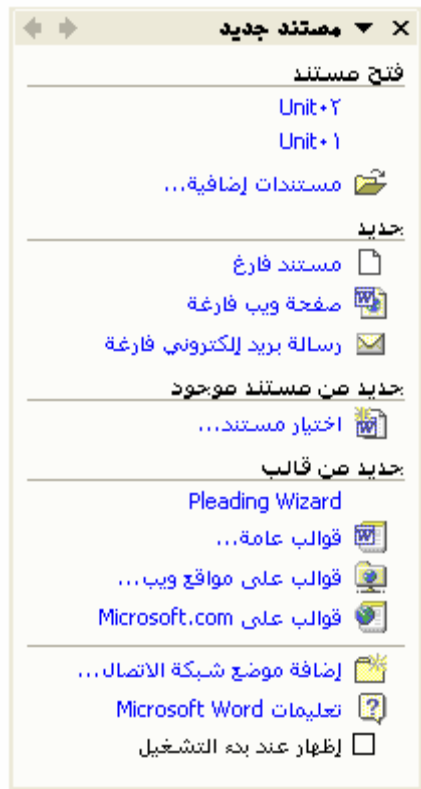 مستند جديد
فتح مستند
Unit٠٢
Unit٠١
مستندات إضافية...
جديد
مستند فارغ
صفحة ويب فارغة
رسالة بريد إلكتروني فارغة
جديد من مستند موجود
اختيار مستند...
جديد من قالب
Pleading Wizard
قوالب عامة...
قوالب على مواقع ويب...
قوالب على Microsoft.com
إضافة موضع شبكة الاتصال...
تعليمات Microsoft Word
إظهار عند بدء التشغيل